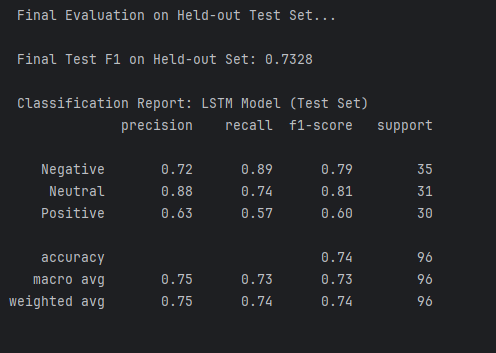 Final Evaluation on Held-out Test Set...
Final Test F1 on Held-out Set: 0.7328
Classification Report: LSTM Model (Test Set)
precision recall f1-score support
Negative 0.72 0.89 0.79 35
Neutral 0.88 0.74 0.81 31
Positive 0.63 0.57 0.60 30
accuracy 0.74 96
macro avg 0.75 0.73 0.73 96
weighted avg 0.75 0.74 0.74 96